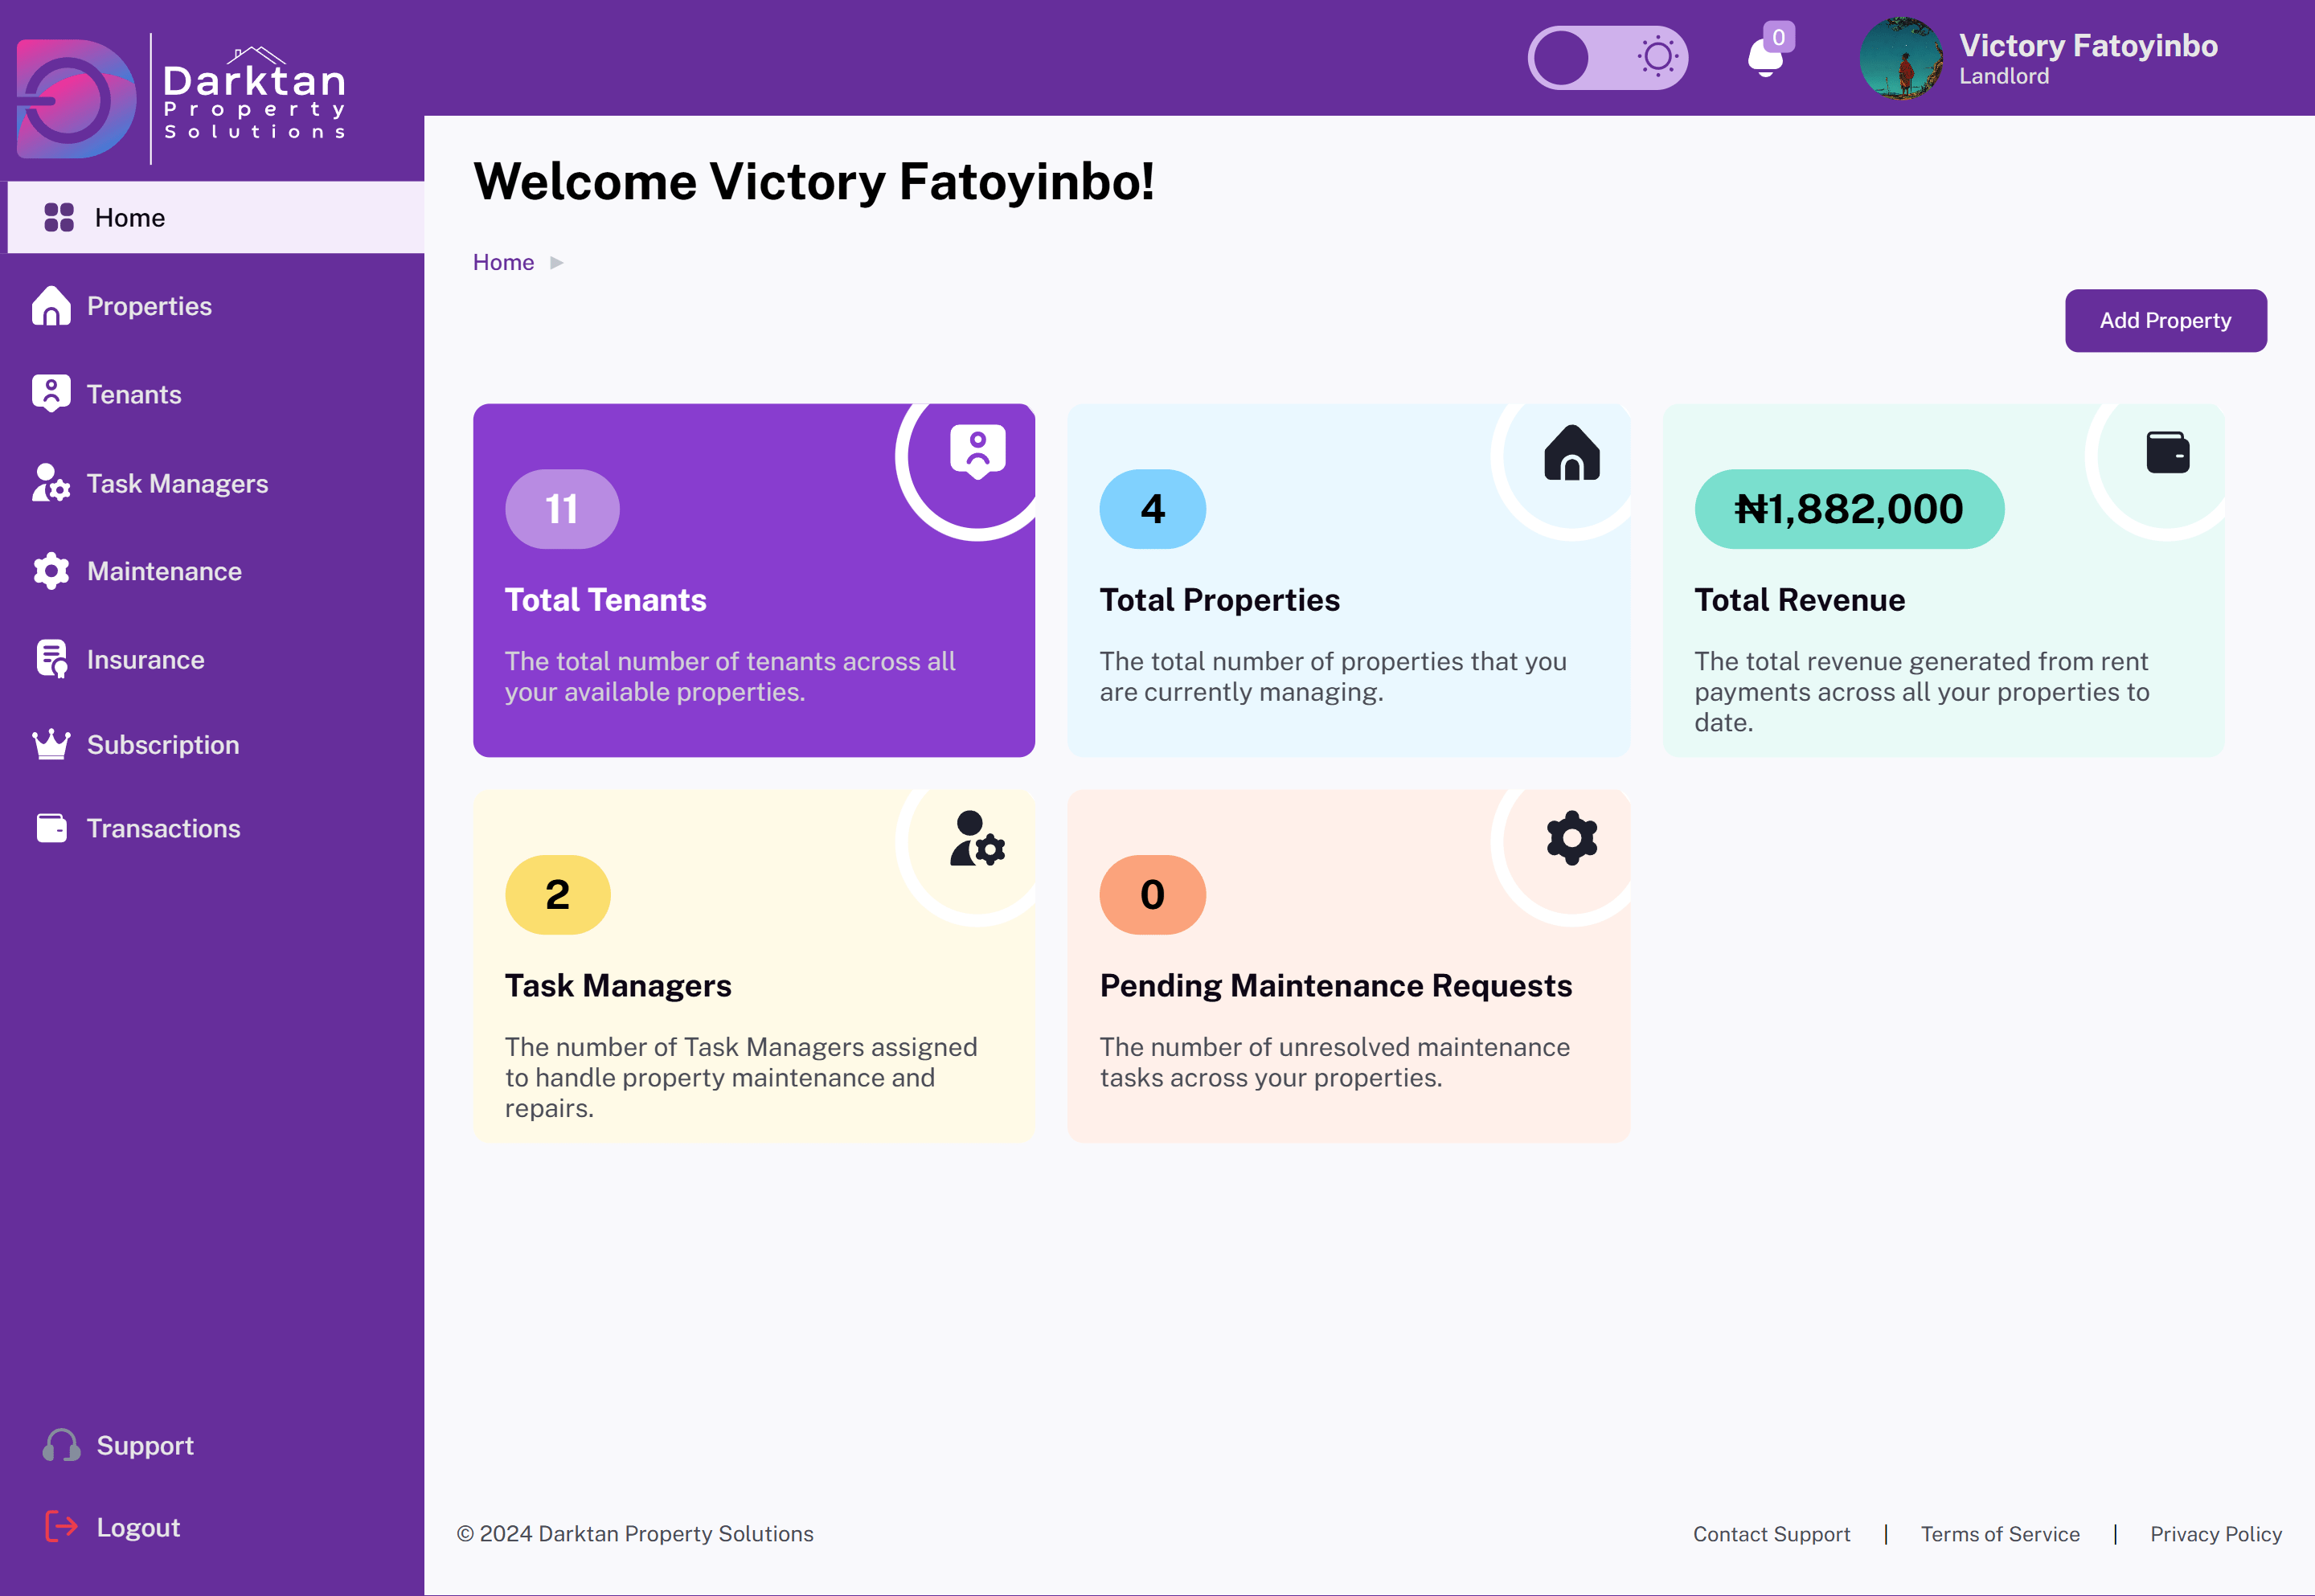 Darktan
Property
Solutions
0
Victory Fatoyinbo
Landlord
Home
Properties
Tenants
Task Managers
Maintenance
Insurance
Subscription
Transactions
Support
Logout
Welcome Victory Fatoyinbo!
Home
Add Property
11
Total Tenants
The total number of tenants across all
your available properties.
4
Total Properties
The total number of properties that you
are currently managing.
₦1,882,000
Total Revenue
The total revenue generated from rent
payments across all your properties to
date.
2
Task Managers
The number of Task Managers assigned
to handle property maintenance and
repairs.
0
Pending Maintenance Requests
The number of unresolved maintenance
tasks across your properties.
© 2024 Darktan Property Solutions
Contact Support | Terms of Service | Privacy Policy